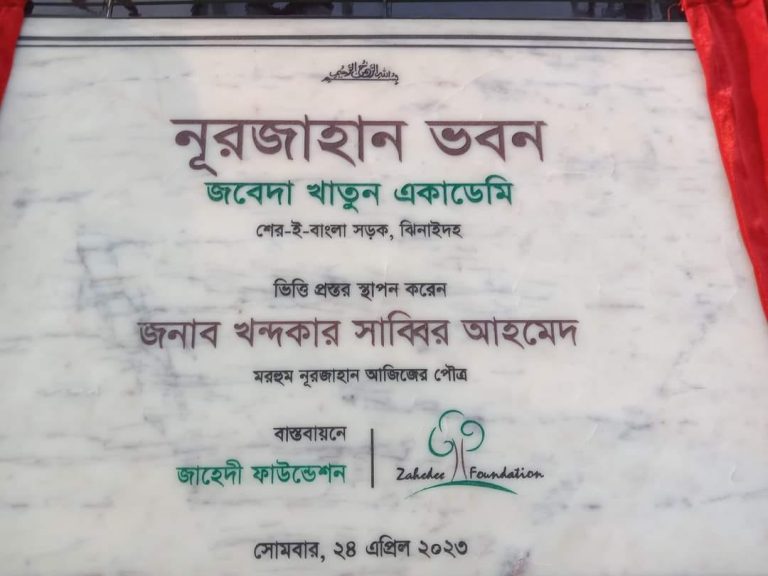 নূরজাহান ভবন
জবেদা খাতুন একাডেমি
শের-ই-বাংলা সড়ক, ঝিনাইদহ
ভিত্তি প্রস্তর স্থাপন করেন
জনাব খন্দকার সাব্বির আহমেদ
মরহুম নূরজাহান আজিজের পৌত্র
বাস্তবায়নে
জাহেদী ফাউন্ডেশন
Zahedee Foundation
সোমবার, ২৪ এপ্রিল ২০২৩